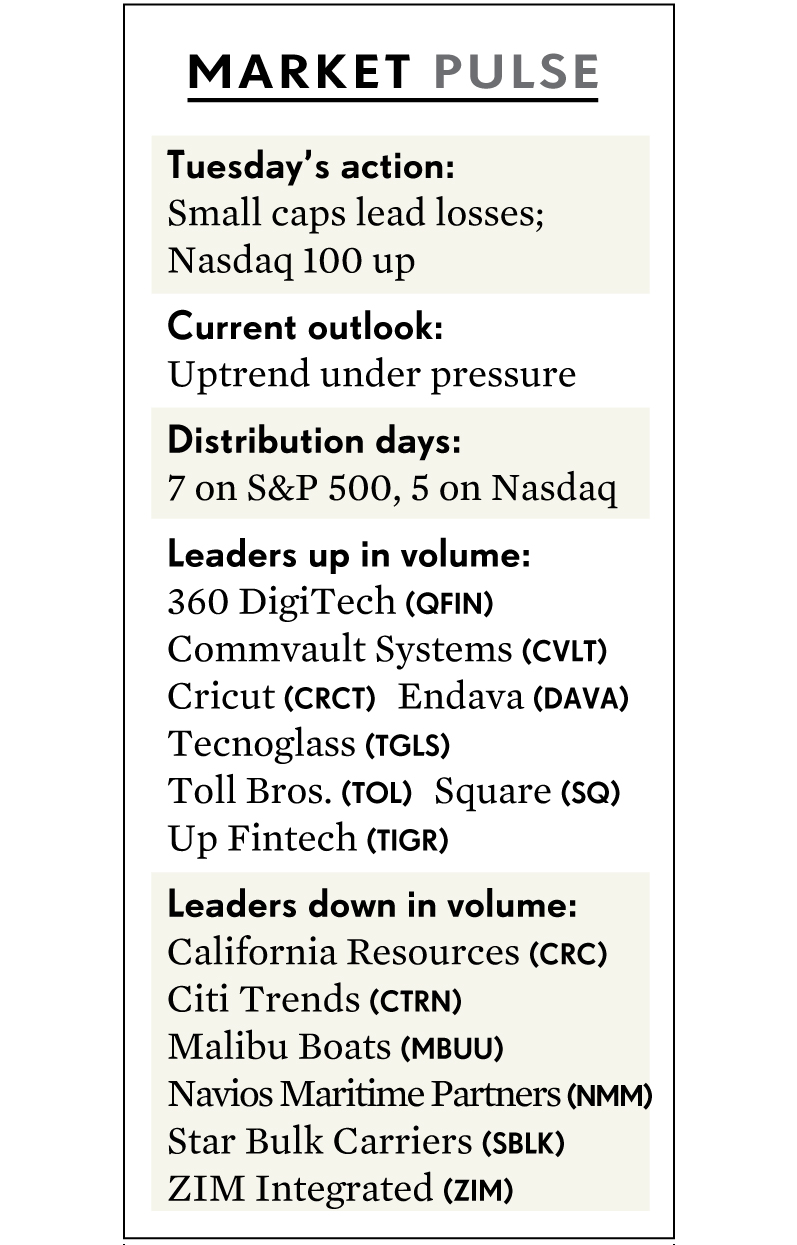 MARKET PULSE
Tuesday’s action:
Small caps lead losses;
Nasdaq 100 up
Current outlook:
Uptrend under pressure
Distribution days:
7 on S&P 500, 5 on Nasdaq
Leaders up in volume:
360 DigiTech (QFIN)
Commvault Systems (CVLT)
Cricut (CRCT) Endava (DAVA)
Tecnoglass (TGLS)
Toll Bros. (TOL) Square (SQ)
Up Fintech (TIGR)
Leaders down in volume:
California Resources (CRC)
Citi Trends (CTRN)
Malibu Boats (MBUU)
Navios Maritime Partners (NMM)
Star Bulk Carriers (SBLK)
ZIM Integrated (ZIM)